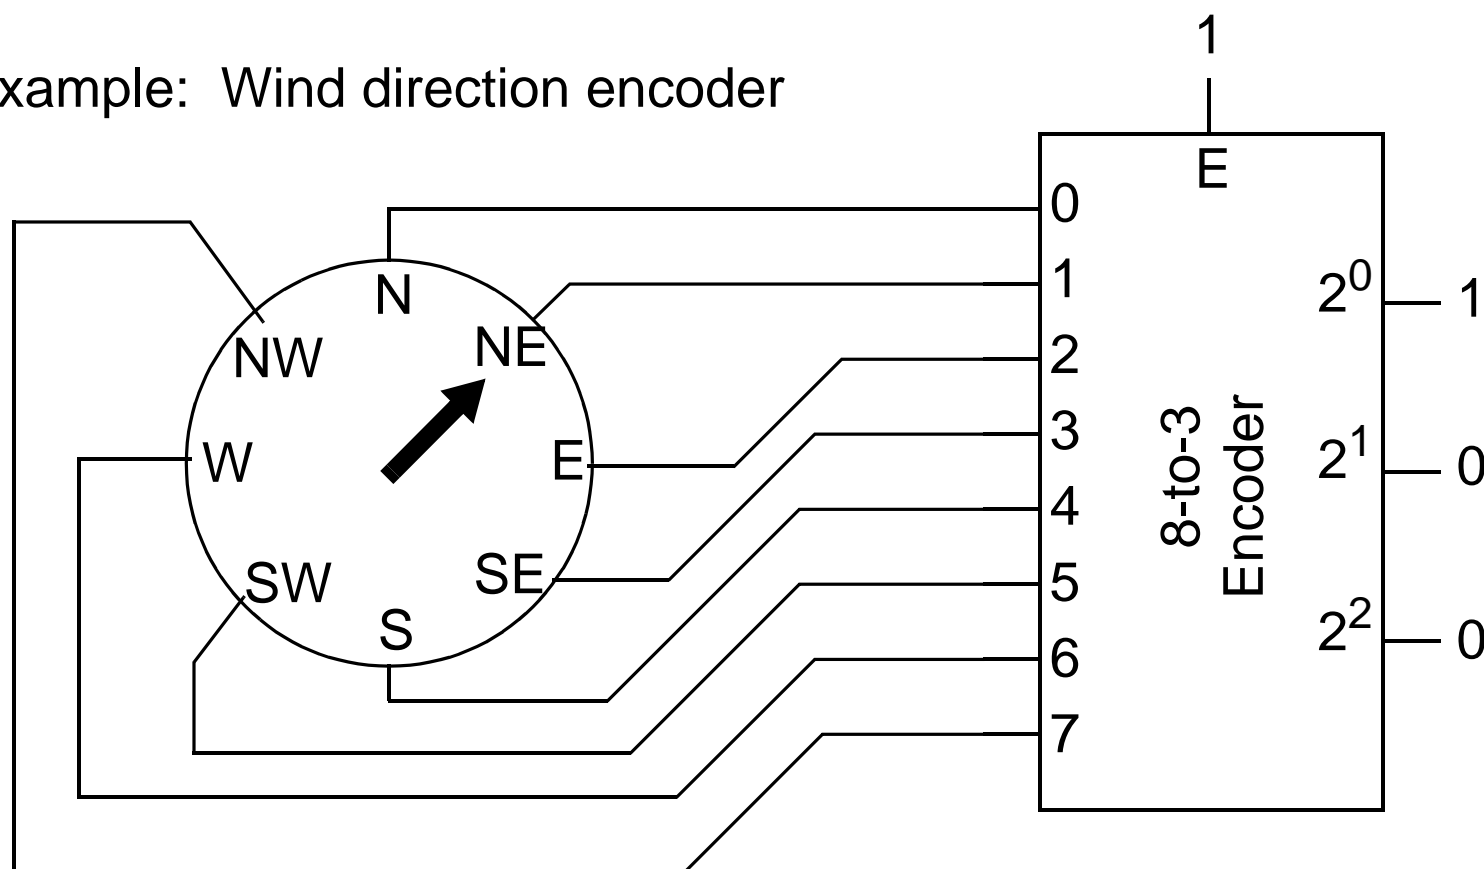 xample: Wind direction encoder
1
E
N
NE
E
SE
S
SW
W
NW
0
1
2
3
4
5
6
7
8-to-3
Encoder
2⁰ 1
2¹ 0
2² 0